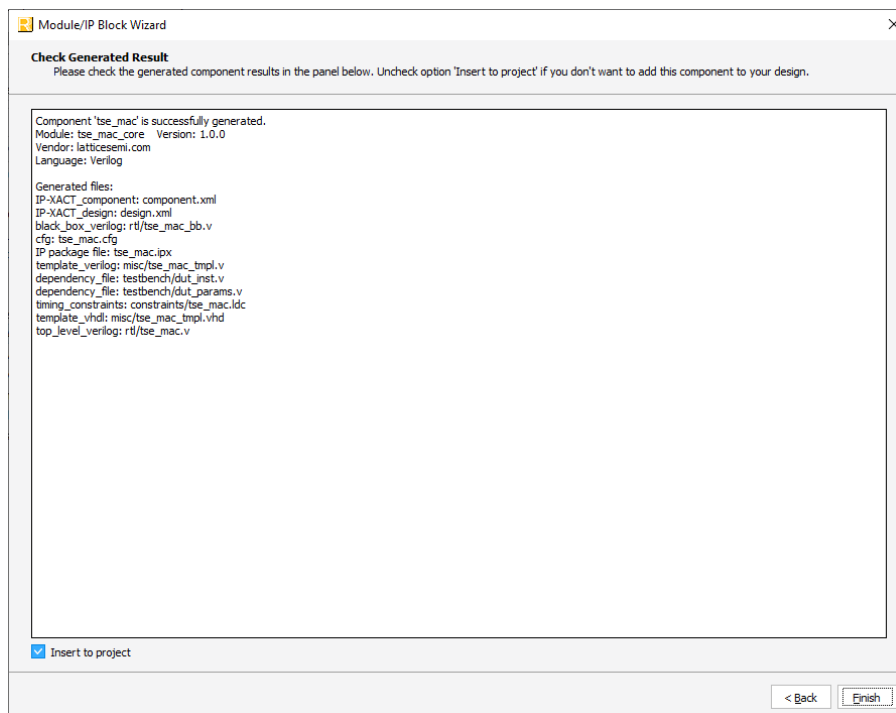 Module/IP Block Wizard
Check Generated Result
Please check the generated component results in the panel below. Uncheck option 'Insert to project' if you don't want to add this component to your design.
Component 'tse_mac' is successfully generated.
Module: tse_mac_core    Version: 1.0.0
Vendor: latticesemi.com
Language: Verilog
Generated files:
IP-XACT_component: component.xml
IP-XACT_design: design.xml
black_box_verilog: rtl/tse_mac_bb.v
cfg: tse_mac.cfg
IP package file: tse_mac.ipx
template_verilog: misc/tse_mac_tmpl.v
dependency_file: testbench/dut_inst.v
dependency_file: testbench/dut_params.v
timing_constraints: constraints/tse_mac.ldc
template_vhdl: misc/tse_mac_tmpl.vhd
top_level_verilog: rtl/tse_mac.v
Insert to project
< Back
Finish